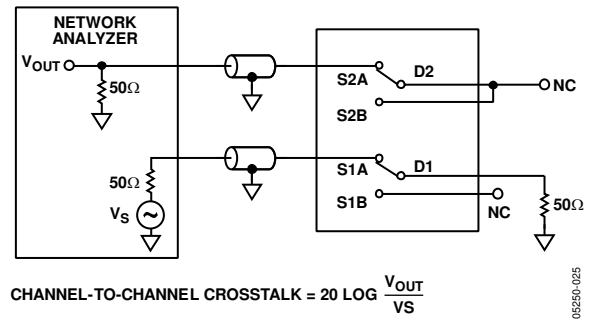 NETWORK
ANALYZER
VOUT
50Ω
S2A
D2
NC
S2B
50Ω
VS
S1A
D1
S1B
NC
50Ω
CHANNEL-TO-CHANNEL CROSSTALK = 20 LOG VOUT
VS
05250-025